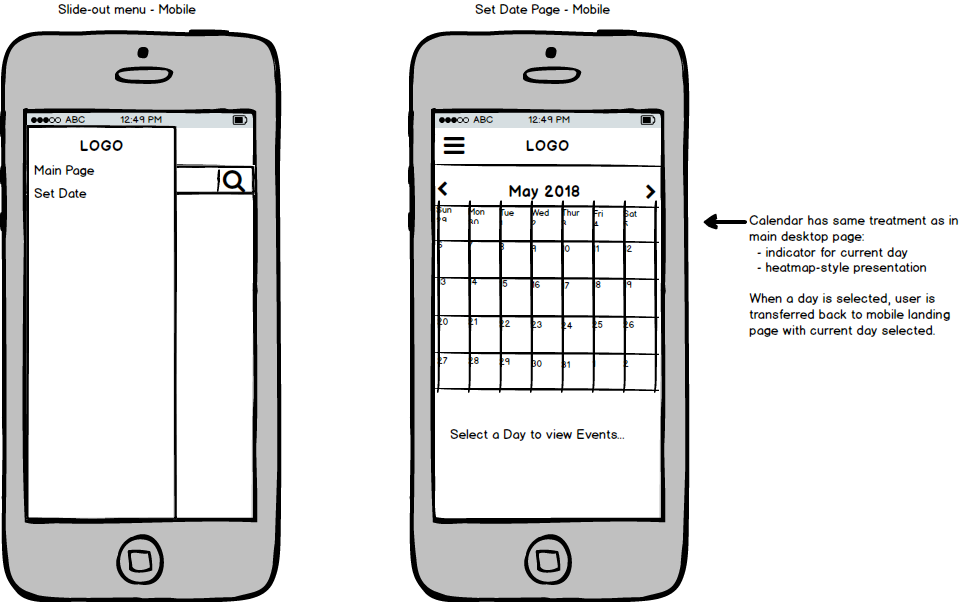 Slide-out menu - Mobile
ABC 12:49 PM
LOGO
Main Page
Set Date
Set Date Page - Mobile
ABC 12:49 PM
LOGO
May 2018
Sun Mon Tue Wed Thur Fri Sat
29 30 2 3 4 5
6 7 8 9 10 11 12
13 14 15 16 17 18 19
20 21 22 23 24 25 26
27 28 29 30 31 2
Select a Day to view Events...
Calendar has same treatment as in
main desktop page:
- indicator for current day
- heatmap-style presentation
When a day is selected, user is
transferred back to mobile landing
page with current day selected.